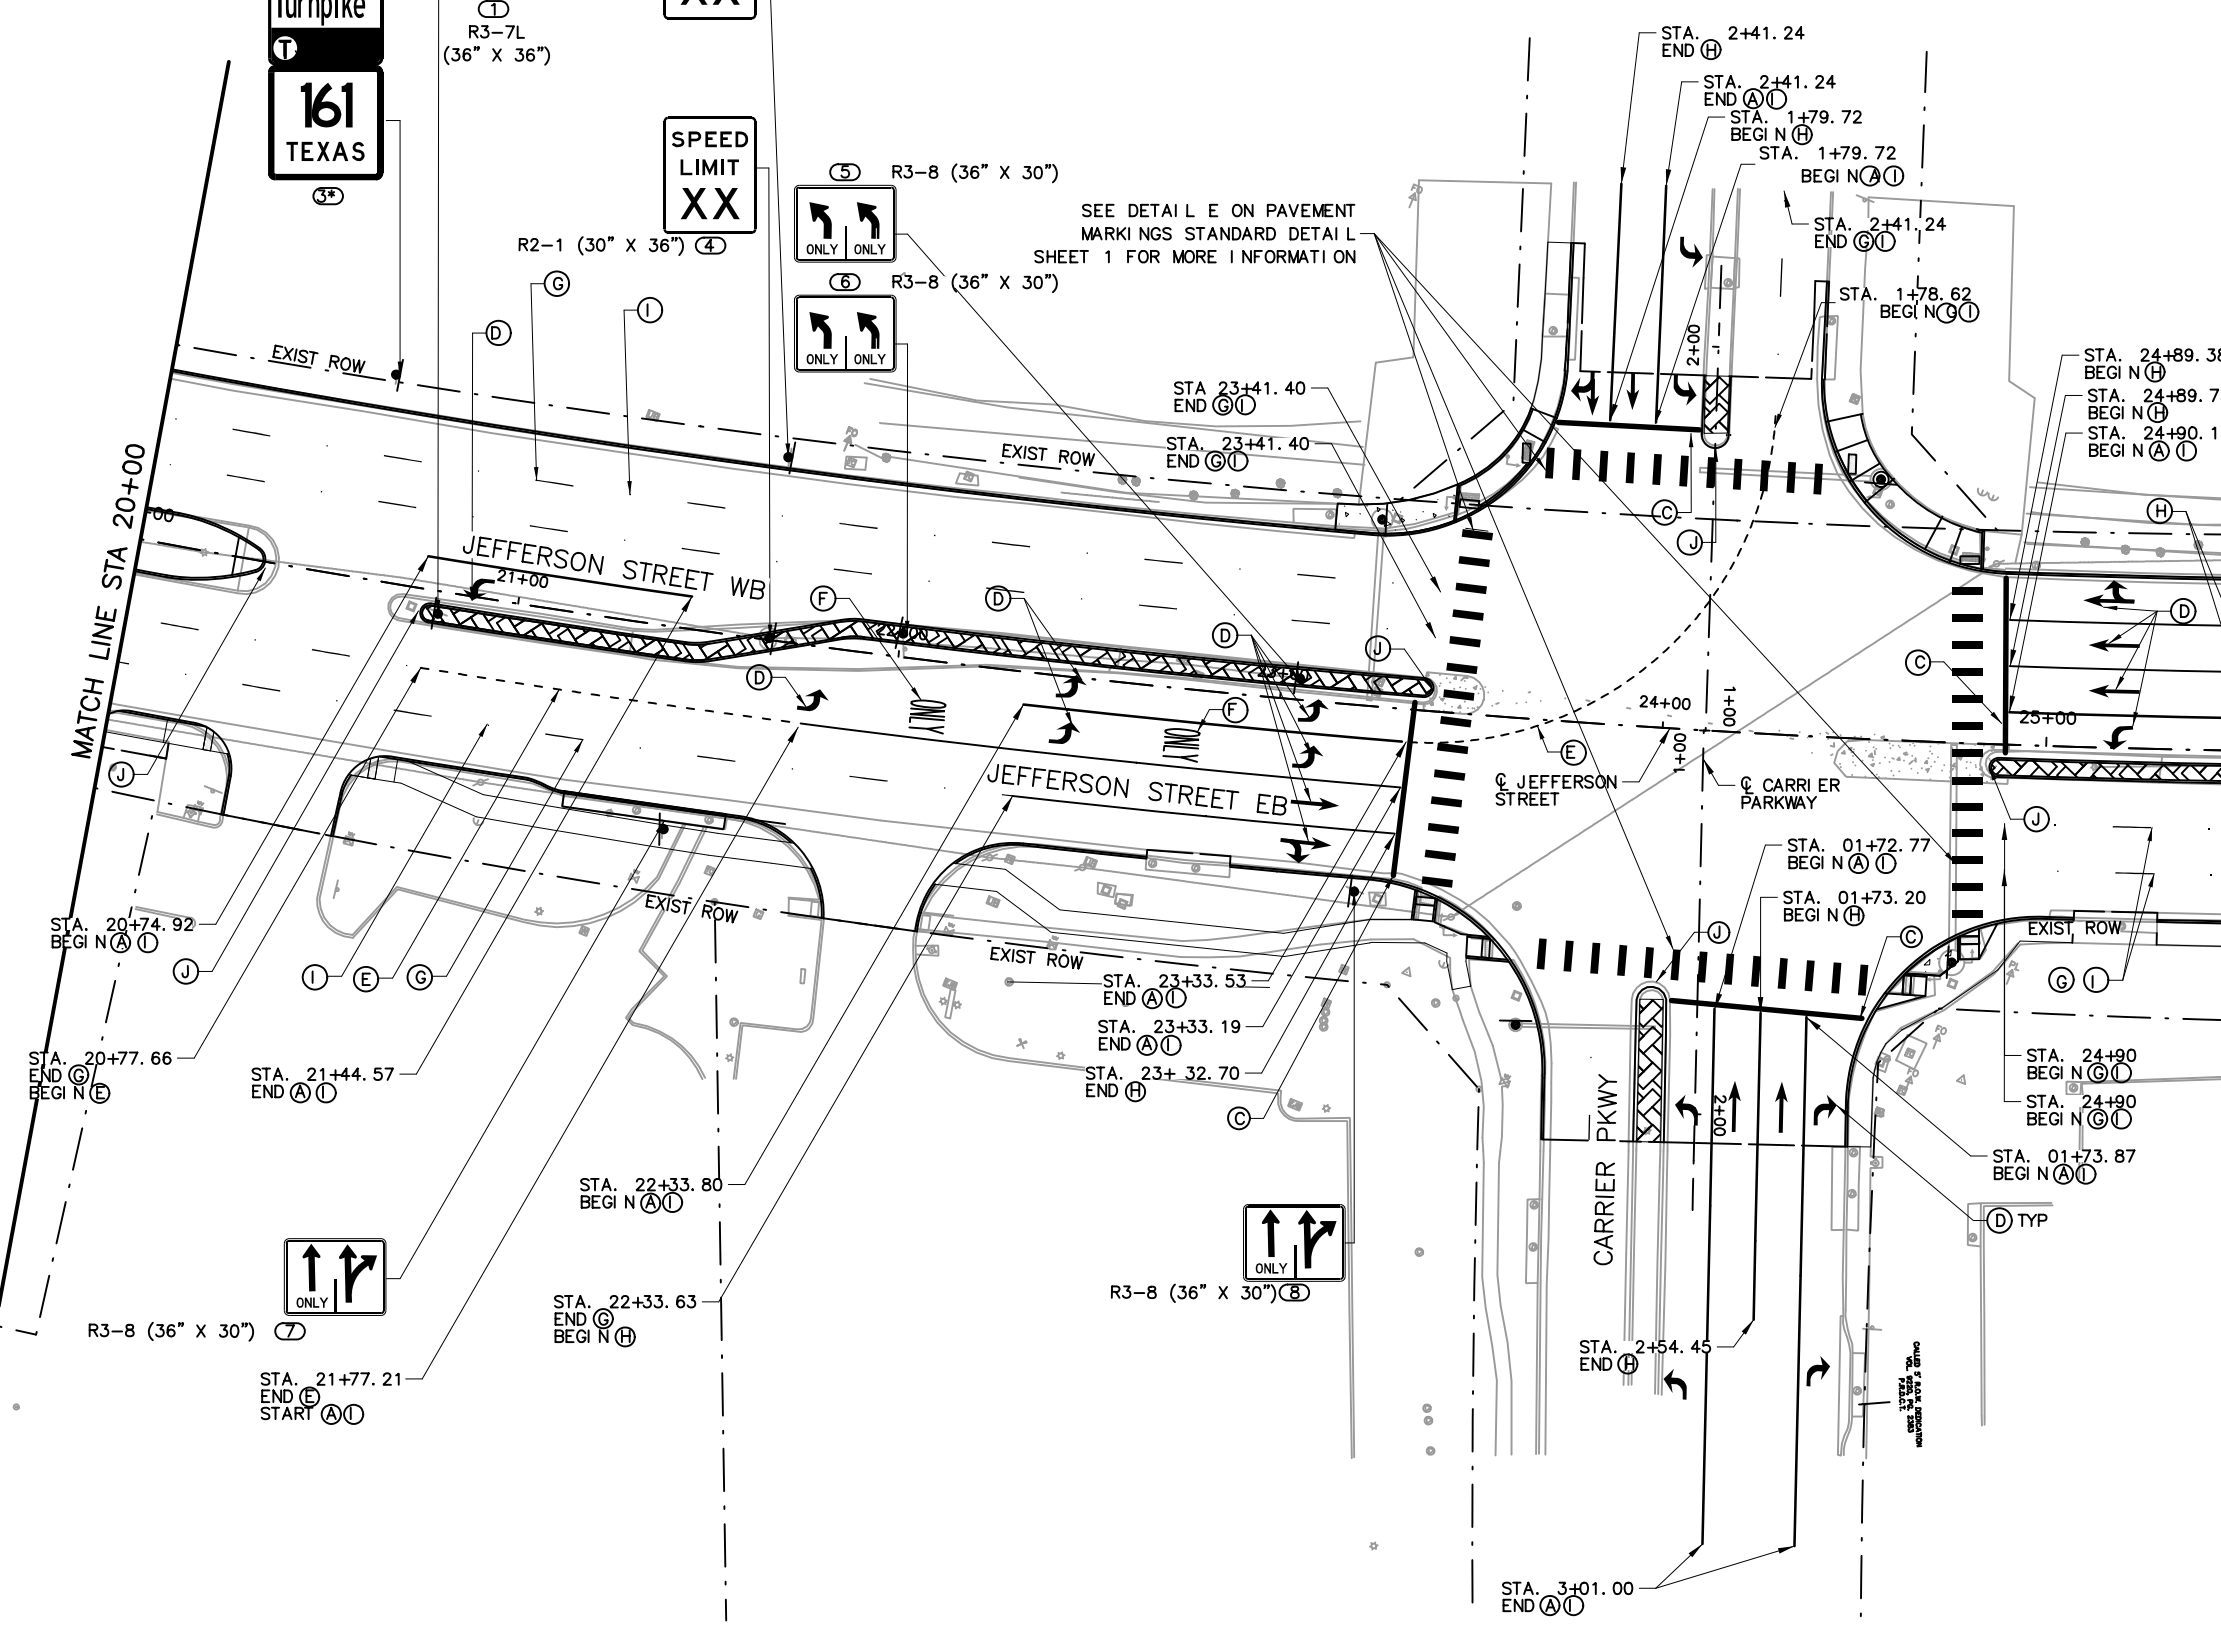 Turnpike
T
161
TEXAS
3*
1
R3-7L
(36" X 36")
XX
SPEED
LIMIT
XX
R2-1 (30" X 36") 4
5 R3-8 (36" X 30")
ONLY ONLY
6 R3-8 (36" X 30")
ONLY ONLY
SEE DETAIL E ON PAVEMENT
MARKINGS STANDARD DETAIL
SHEET 1 FOR MORE INFORMATION
STA. 2+41.24
END H
STA. 2+41.24
END A I
STA. 1+79.72
BEGIN H
STA. 1+79.72
BEGIN A I
STA. 2+41.24
END G I
STA. 1+78.62
BEGIN G I
2+00
G
I
D
EXIST ROW
STA 23+41.40
END G I
STA. 23+41.40
END G I
EXIST ROW
STA. 24+89.38
BEGIN H
STA. 24+89.7
BEGIN H
STA. 24+90.1
BEGIN A I
H
C
J
MATCH LINE STA 20+00
JEFFERSON STREET WB
21+00
F
D
D
D
J
D
C
22+00
23+00
24+00
1+00
1+00
25+00
ONLY
F
ONLY
E
J
JEFFERSON STREET EB
℄ JEFFERSON
STREET
℄ CARRIER
PARKWAY
J
STA. 01+72.77
BEGIN A I
STA. 01+73.20
BEGIN H
J
C
EXIST ROW
EXIST ROW
EXIST ROW
STA. 20+74.92
BEGIN A I
J
I
E
G
STA. 23+33.53
END A I
STA. 23+33.19
END A I
STA. 23+32.70
END H
C
G I
STA. 24+90
BEGIN G I
STA. 24+90
BEGIN G I
STA. 20+77.66
END G
BEGIN E
STA. 21+44.57
END A I
STA. 01+73.87
BEGIN A I
D TYP
2+00
CARRIER PKWY
STA. 22+33.80
BEGIN A I
ONLY
R3-8 (36" X 30") 7
ONLY
R3-8 (36" X 30") 8
STA. 22+33.63
END G
BEGIN H
STA. 21+77.21
END E
START A I
STA. 2+54.45
END H
CALLED 5' R.O.W. DEDICATION
STA. 3+01.00
END A I